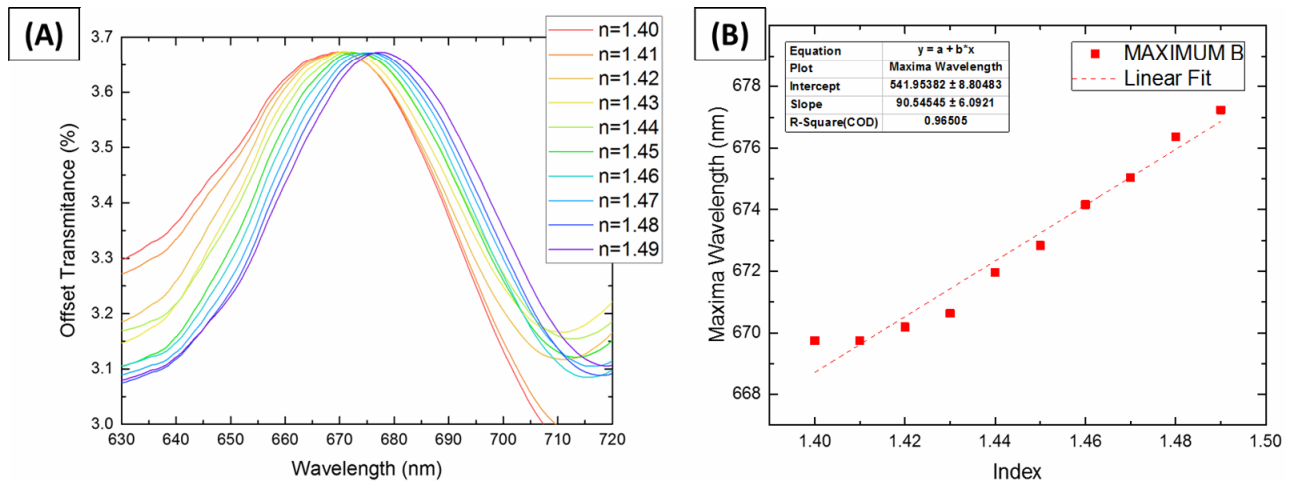 (A)
Offset Transmitance (%)
3.7
3.6
3.5
3.4
3.3
3.2
3.1
3.0
630 640 650 660 670 680 690 700 710 720
Wavelength (nm)
n=1.40
n=1.41
n=1.42
n=1.43
n=1.44
n=1.45
n=1.46
n=1.47
n=1.48
n=1.49
(B)
Equation y = a + b*x
Plot Maxima Wavelength
Intercept 541.95382 ± 8.80483
Slope 90.54545 ± 6.0921
R-Square(COD) 0.96505
MAXIMUM B
Linear Fit
Maxima Wavelength (nm)
678
676
674
672
670
668
1.40 1.42 1.44 1.46 1.48 1.50
Index